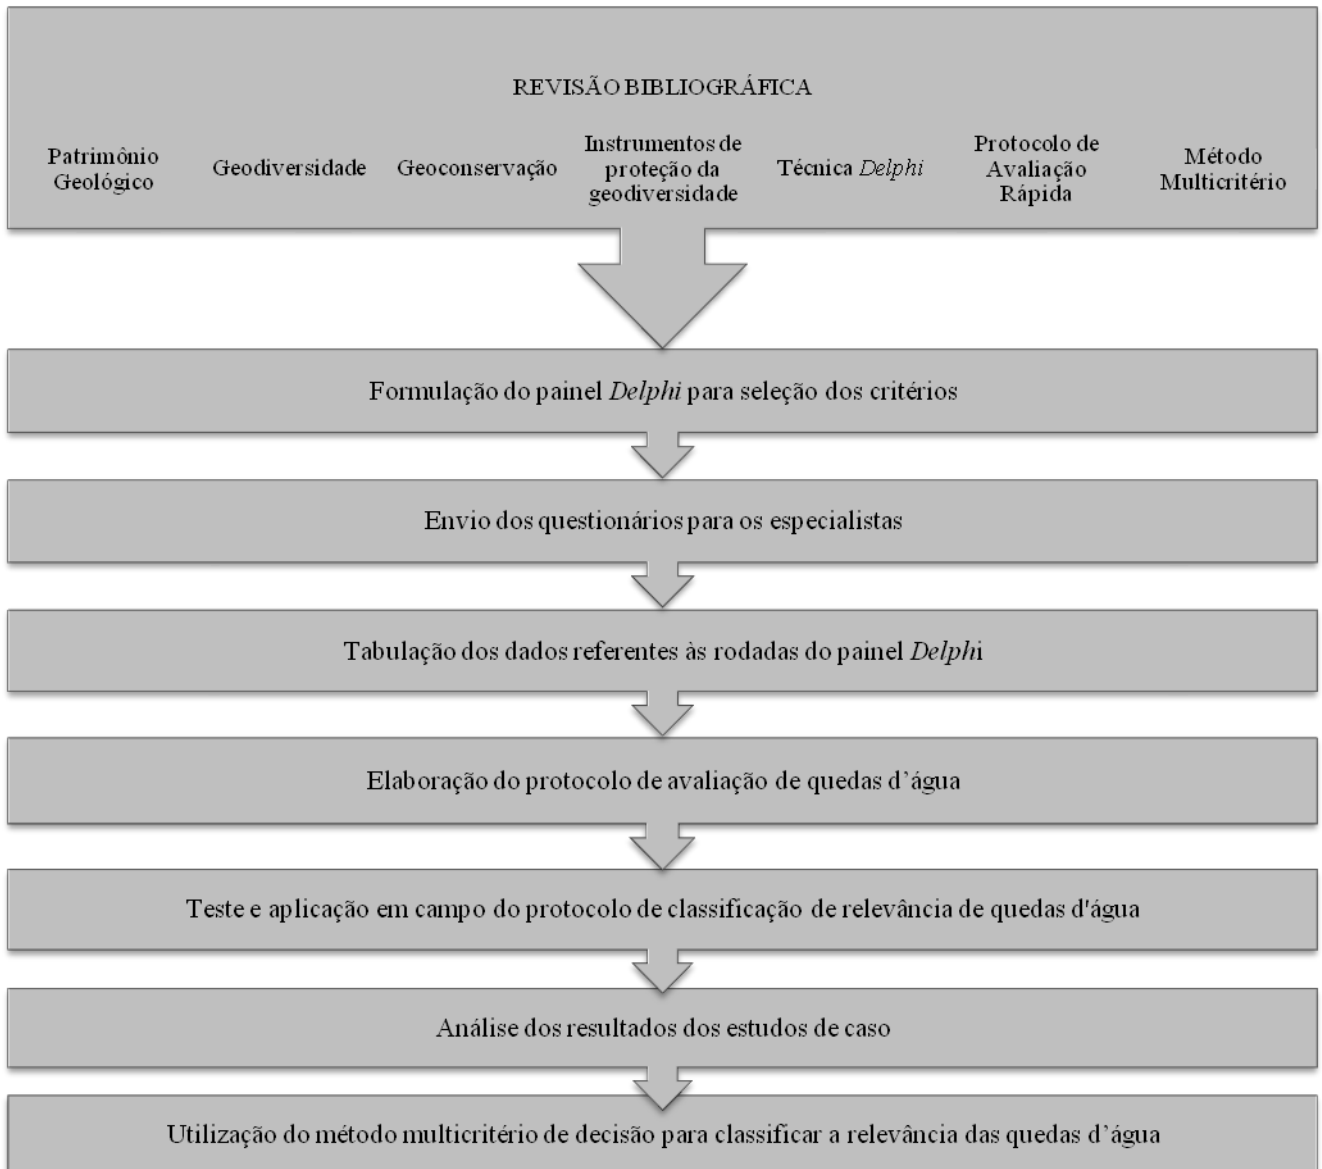 REVISÃO BIBLIOGRÁFICA
Patrimônio
Geológico
Geodiversidade
Geoconservação
Instrumentos de
proteção da
geodiversidade
Técnica Delphi
Protocolo de
Avaliação
Rápida
Método
Multicritério
Formulação do painel Delphi para seleção dos critérios
Envio dos questionários para os especialistas
Tabulação dos dados referentes às rodadas do painel Delphi
Elaboração do protocolo de avaliação de quedas d’água
Teste e aplicação em campo do protocolo de classificação de relevância de quedas d'água
Análise dos resultados dos estudos de caso
Utilização do método multicritério de decisão para classificar a relevância das quedas d’água